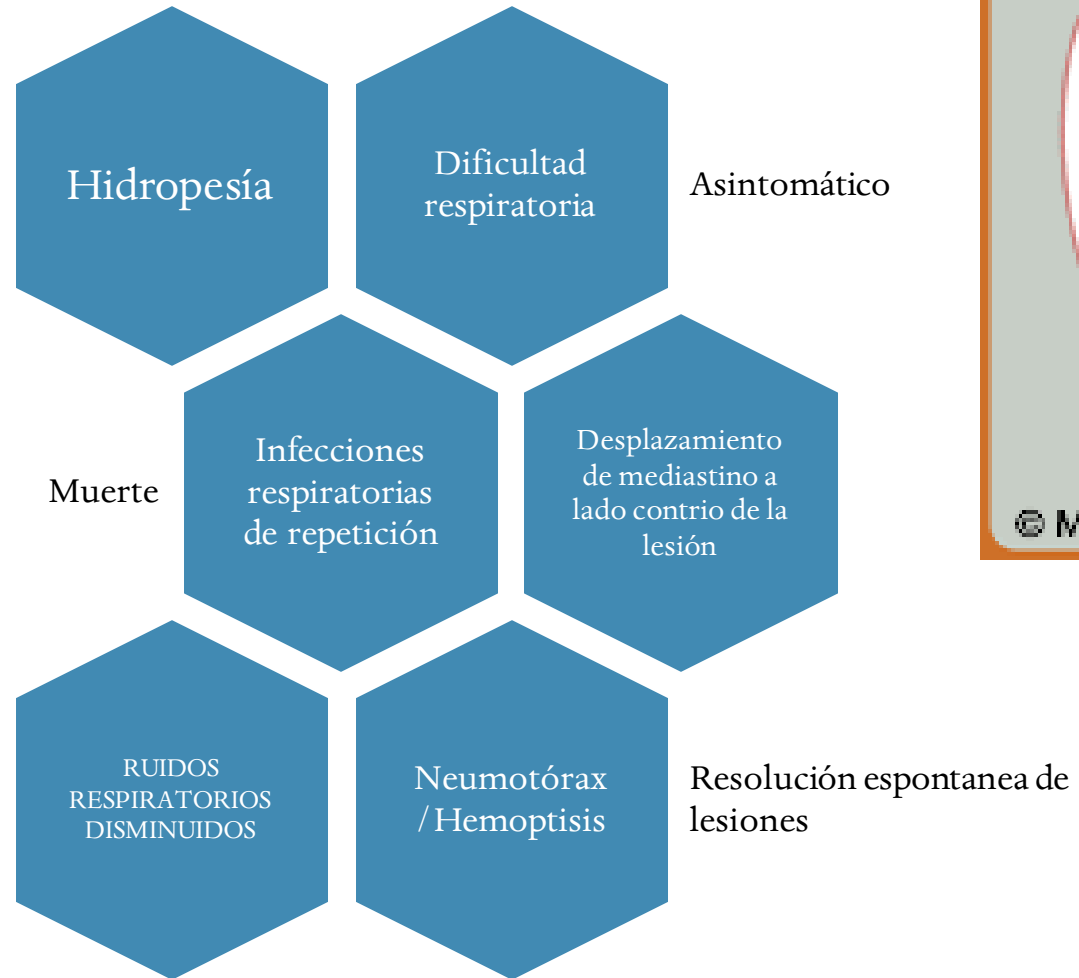 Hidropesía
Dificultad
respiratoria
Asintomático
Muerte
Infecciones
respiratorias
de repetición
Desplazamiento
de mediastino a
lado contrio de la
lesión
RUIDOS
RESPIRATORIOS
DISMINUIDOS
Neumotórax
/Hemoptisis
Resolución espontanea de
lesiones
©